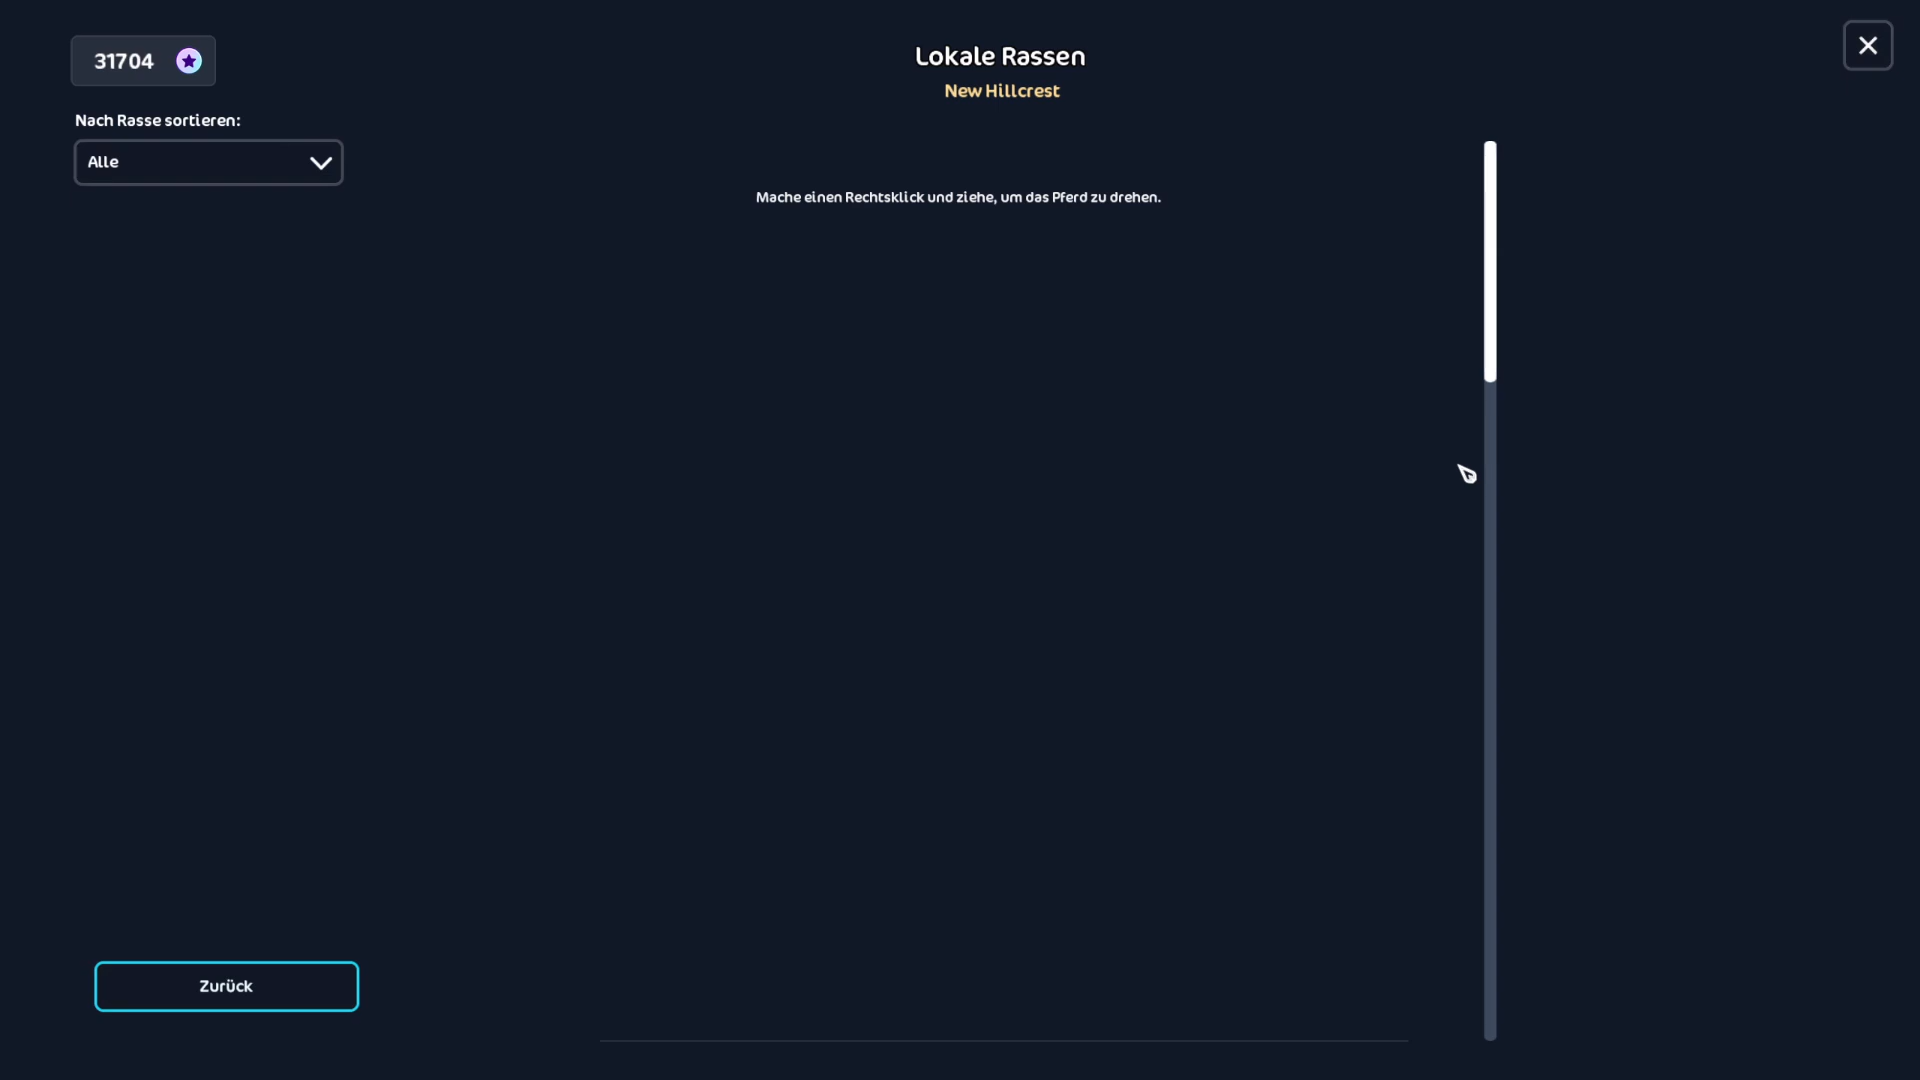 31704
Lokale Rassen
New Hillcrest
Nach Rasse sortieren:
Alle
Mache einen Rechtsklick und ziehe, um das Pferd zu drehen.
Zurück